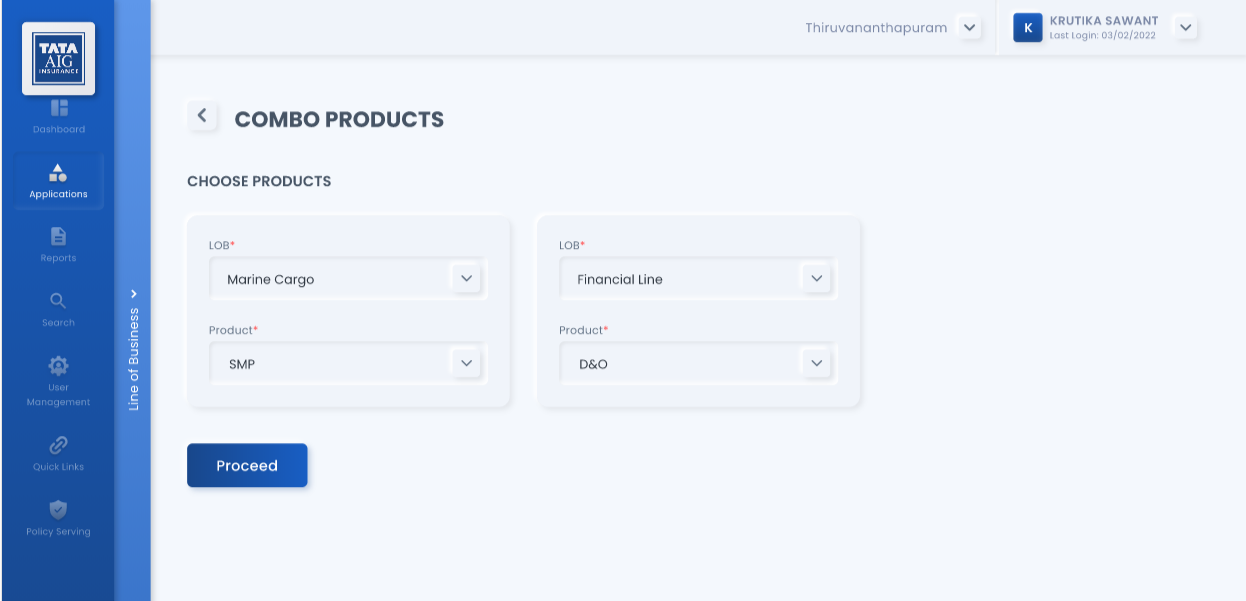 Thiruvananthapuram
K
KRUTIKA SAWANT
Last Login: 03/02/2022
TATA
AIG
INSURANCE
Dashboard
Applications
Reports
Search
User
Management
Quick Links
Policy Serving
Line of Business
COMBO PRODUCTS
CHOOSE PRODUCTS
LOB*
Marine Cargo
Product*
SMP
LOB*
Financial Line
Product*
D&O
Proceed